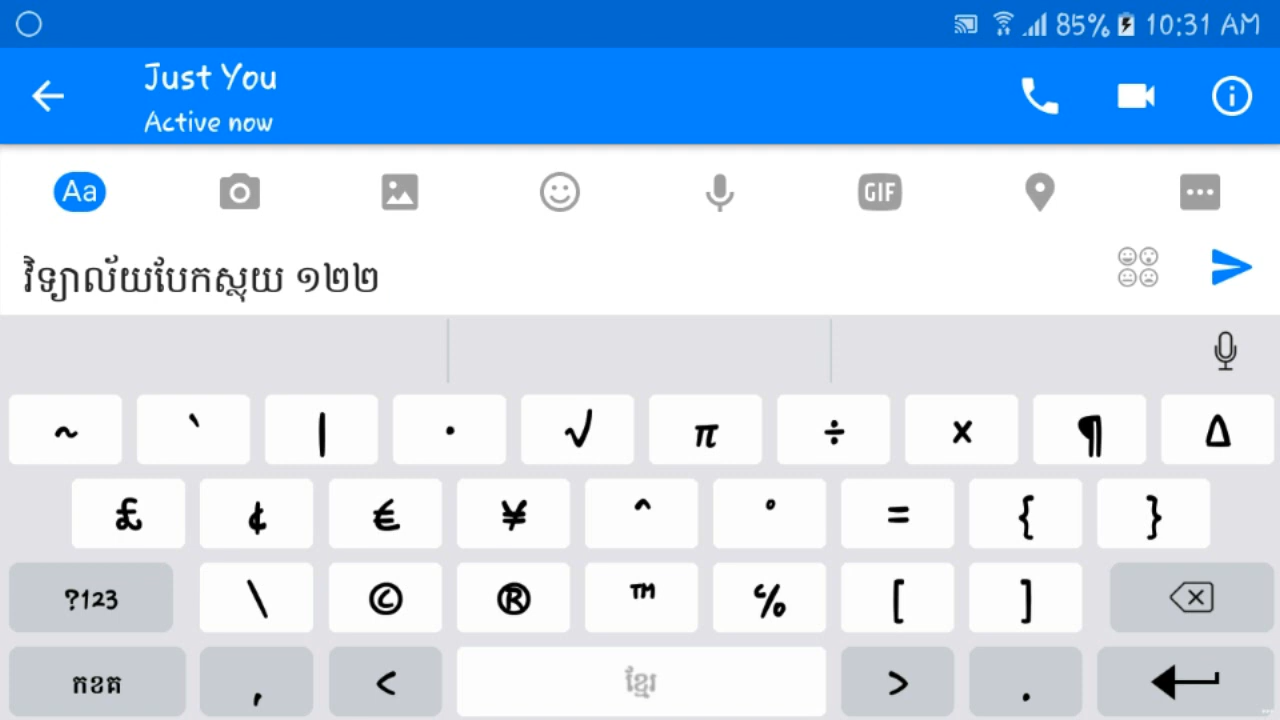 85% 10:31 AM
Just You
Active now
Aa GIF
វិទ្យាល័យបែកស្លុយ ១២២
~ ` | · √ π ÷ × ¶ ∆
£ ¢ € ¥ ^ ° = { }
?123 \ © ® ™ ℅ [ ]
កខគ , < ខ្មែរ > .